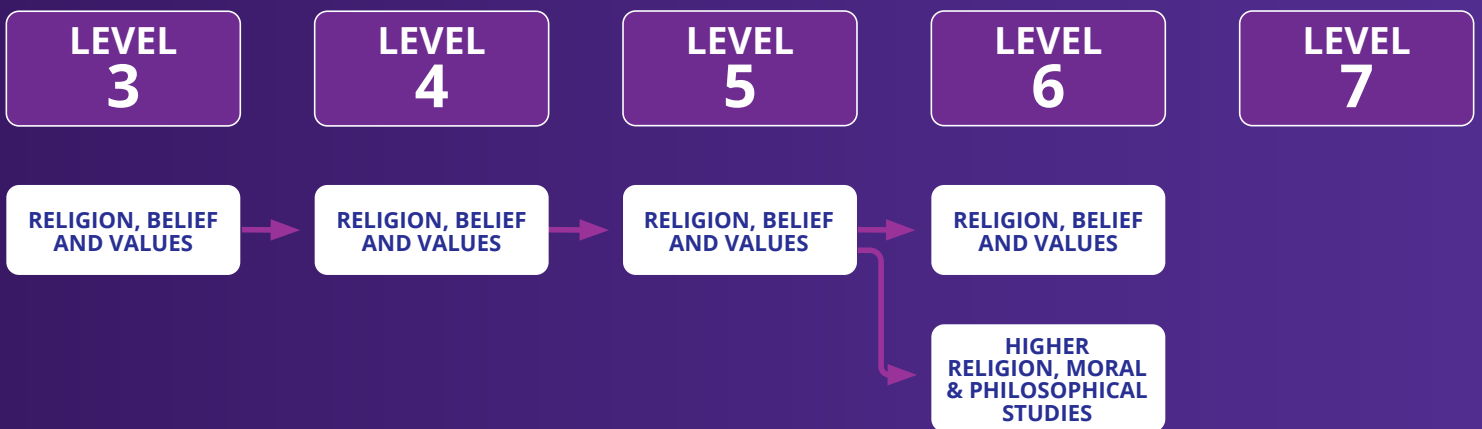 LEVEL
3
LEVEL
4
LEVEL
5
LEVEL
6
LEVEL
7
RELIGION, BELIEF
AND VALUES
RELIGION, BELIEF
AND VALUES
RELIGION, BELIEF
AND VALUES
RELIGION, BELIEF
AND VALUES
HIGHER
RELIGION, MORAL
& PHILOSOPHICAL
STUDIES